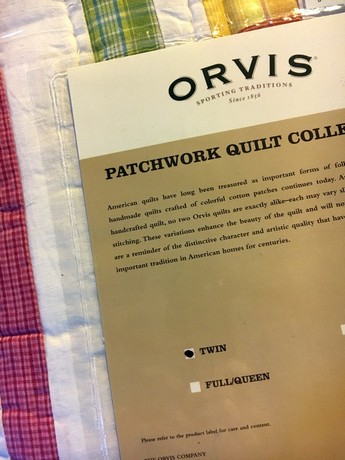 ORVIS
SPORTING TRADITIONS
Since 1856
PATCHWORK QUILT COLLE
American quilts have long been treasured as important forms of fol
handmade quilts crafted of colorful cotton patches continues today. A
handcrafted quilt, no two Orvis quilts are exactly alike—each may vary sl
stitching. These variations enhance the beauty of the quilt and will no
are a reminder of the distinctive character and artistic quality that hav
important tradition in American homes for centuries.
TWIN
FULL/QUEEN
Please refer to the product label for care and content.
THE ORVIS COMPANY